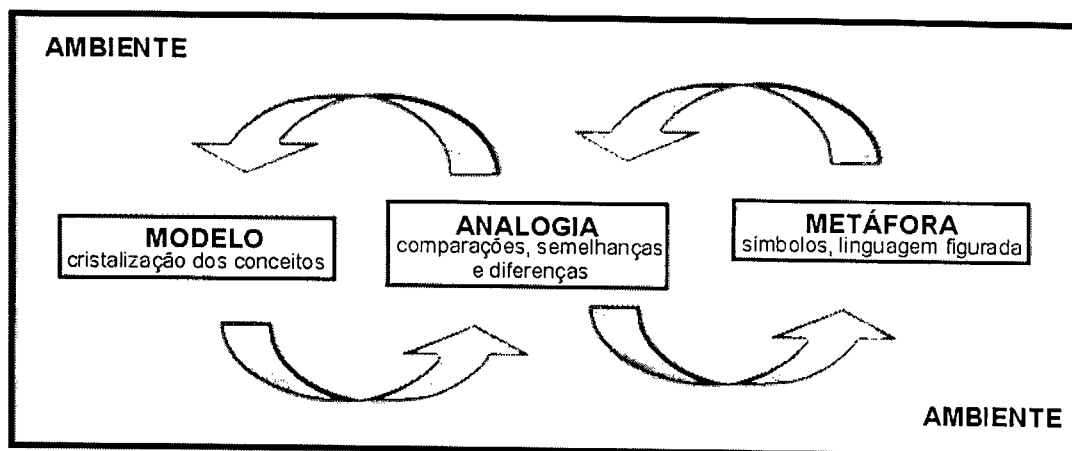 AMBIENTE
MODELO
cristalização dos conceitos
ANALOGIA
comparações, semelhanças
e diferenças
METÁFORA
símbolos, linguagem figurada
AMBIENTE